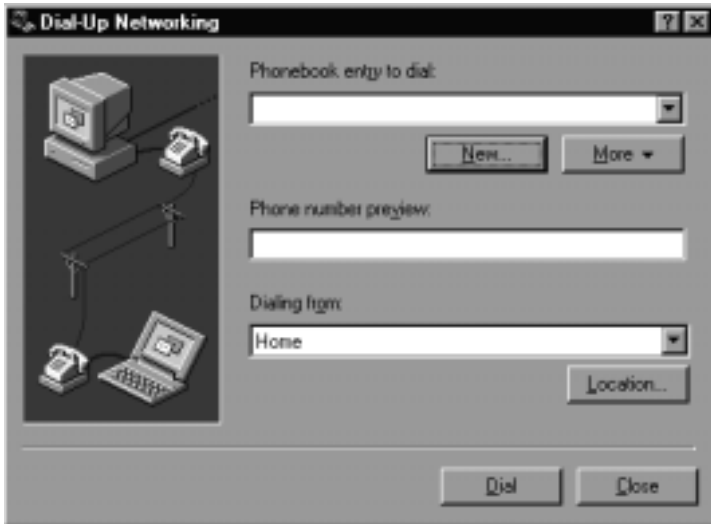 Dial-Up Networking
Phonebook entry to dial:
New... More
Phone number preview:
Dialing from:
Home
Location...
Dial Close